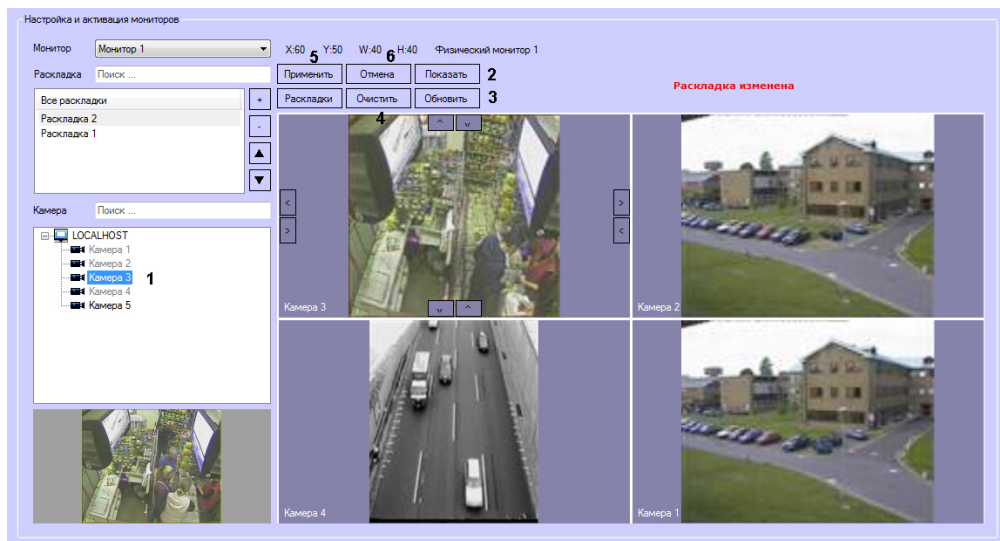 Настройка и активация мониторов
Монитор Монитор 1 X:60 Y:50 W:40 H:40 Физический монитор 1
5 6
Раскладка Поиск ... Применить Отмена Показать 2
Раскладка изменена
Все раскладки + Раскладки Очистить Обновить 3
4
Раскладка 2
Раскладка 1 -
▲
▼
^ v
< >
> <
Камера Поиск ...
LOCALHOST
Камера 1
Камера 2
Камера 3 1
Камера 4
Камера 5
Камера 3 v ^ Камера 2
Камера 4 Камера 1